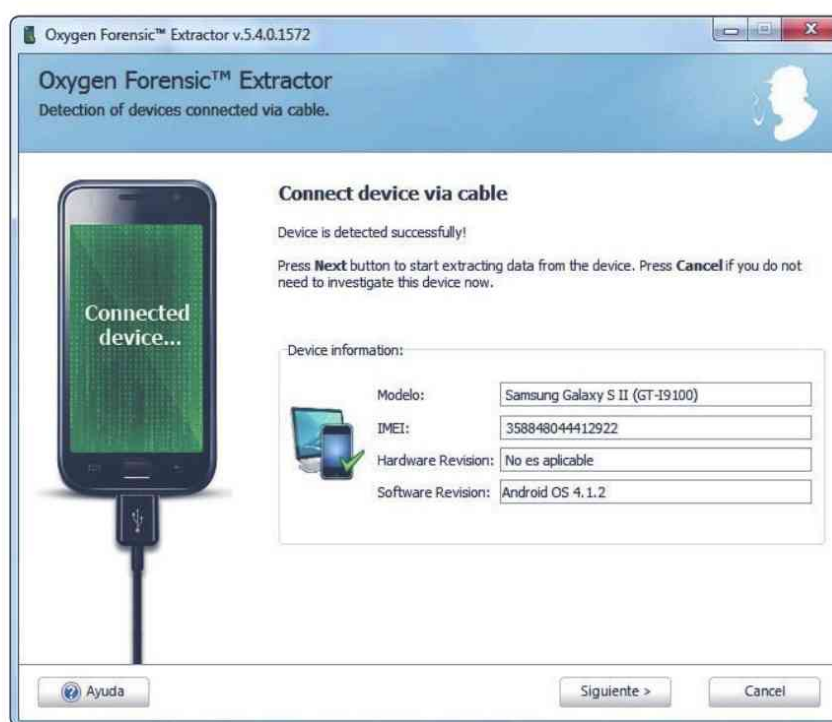 Oxygen Forensic™ Extractor v.5.4.0.1572
Oxygen Forensic™ Extractor
Detection of devices connected via cable.
Connected
device...
Connect device via cable
Device is detected successfully!
Press Next button to start extracting data from the device. Press Cancel if you do not
need to investigate this device now.
Device information:
Modelo: Samsung Galaxy S II (GT-I9100)
IMEI: 358848044412922
Hardware Revision: No es aplicable
Software Revision: Android OS 4.1.2
Ayuda
Siguiente >
Cancel